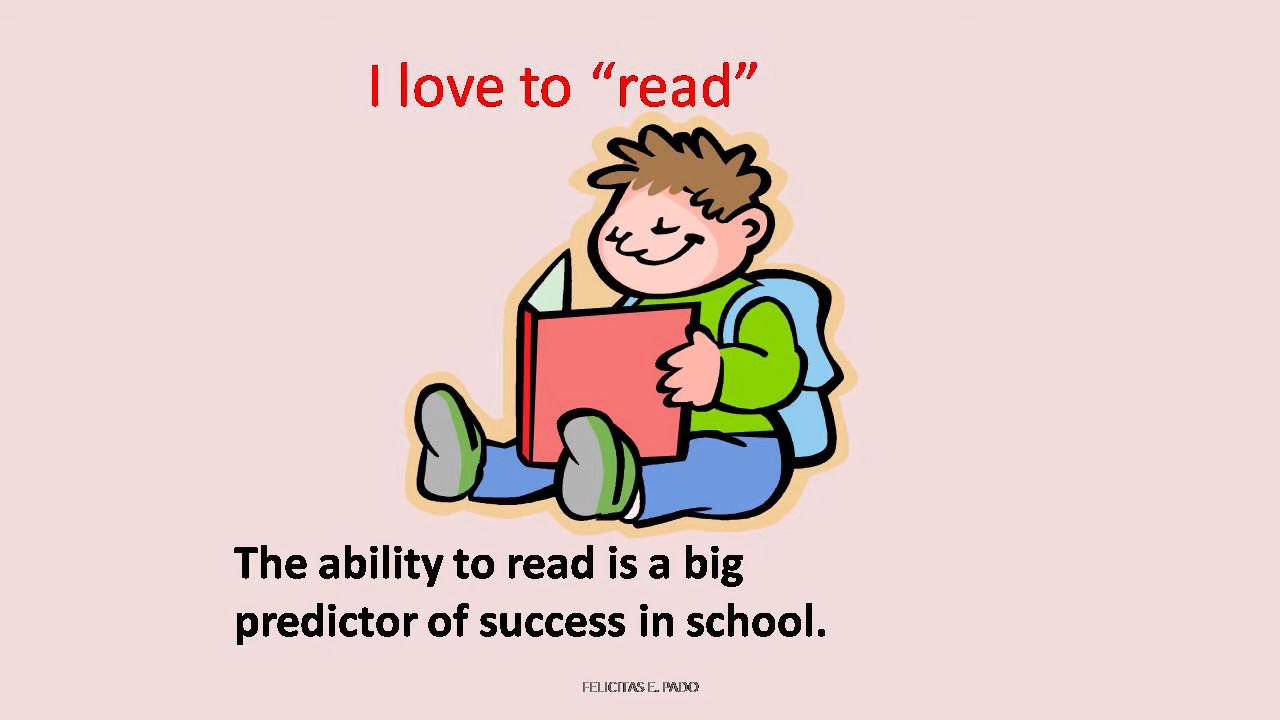 I love to “read”
The ability to read is a big
predictor of success in school.
FELICITAS E. PADO